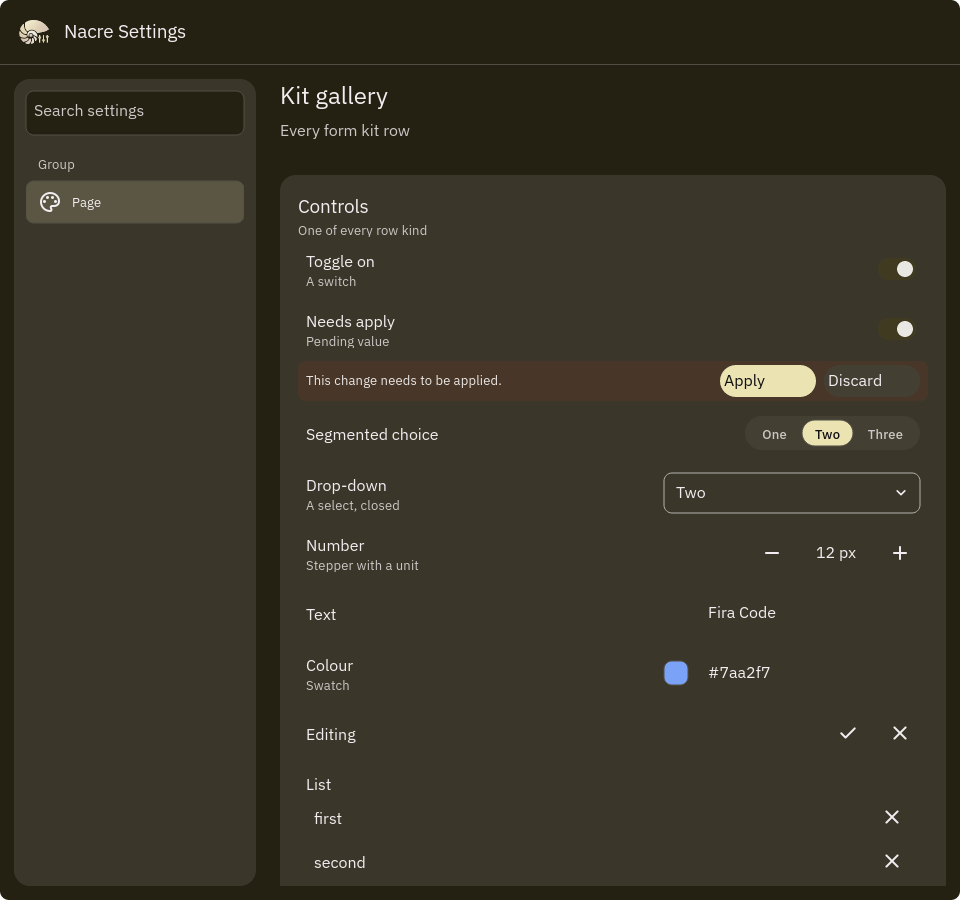 Nacre Settings
Search settings
Group
Page
Kit gallery
Every form kit row
Controls
One of every row kind
Toggle on
A switch
Needs apply
Pending value
This change needs to be applied.
Apply
Discard
Segmented choice
One
Two
Three
Drop-down
A select, closed
Two
Number
Stepper with a unit
12 px
Text
Fira Code
Colour
Swatch
#7aa2f7
Editing
List
first
second